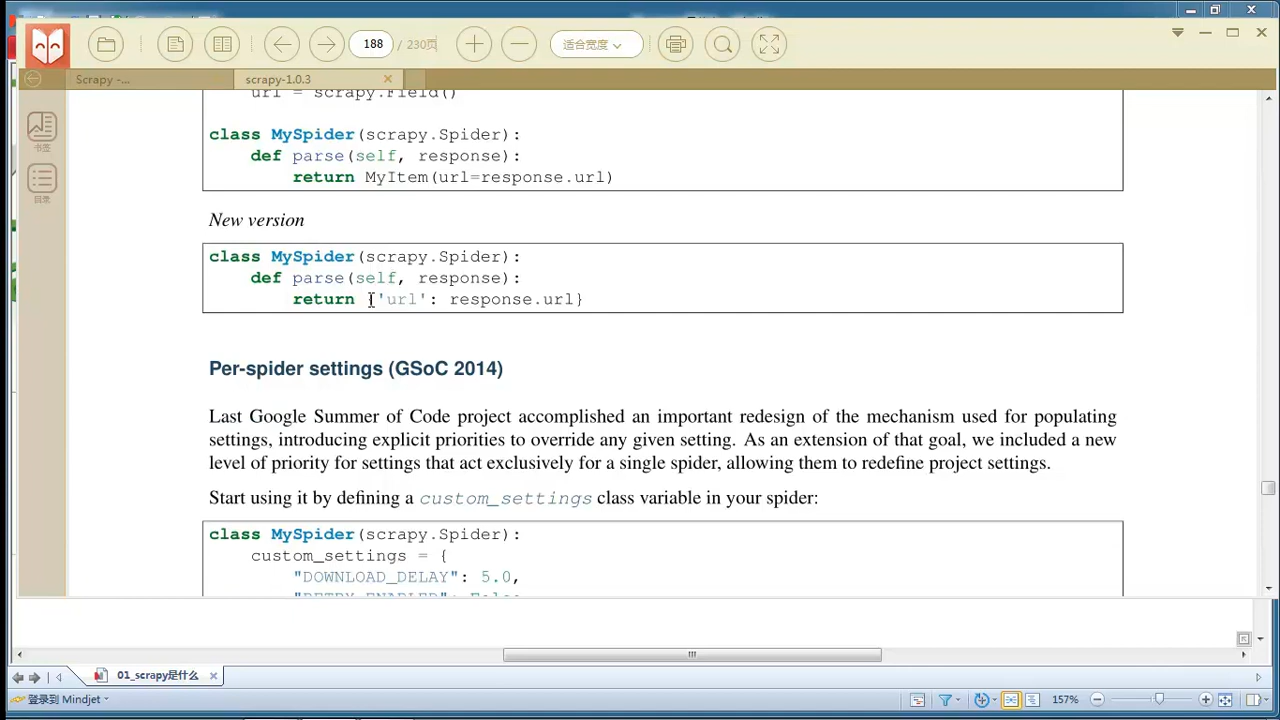 188 / 230页
适合宽度
Scrapy -...
scrapy-1.0.3
书签
目录
url = scrapy.Field()
class MySpider(scrapy.Spider):
def parse(self, response):
return MyItem(url=response.url)
New version
class MySpider(scrapy.Spider):
def parse(self, response):
return {'url': response.url}
Per-spider settings (GSoC 2014)
Last Google Summer of Code project accomplished an important redesign of the mechanism used for populating
settings, introducing explicit priorities to override any given setting. As an extension of that goal, we included a new
level of priority for settings that act exclusively for a single spider, allowing them to redefine project settings.
Start using it by defining a custom_settings class variable in your spider:
class MySpider(scrapy.Spider):
custom_settings = {
"DOWNLOAD_DELAY": 5.0,
"RETRY_ENABLED": False
01_scrapy是什么
登录到 Mindjet
157%